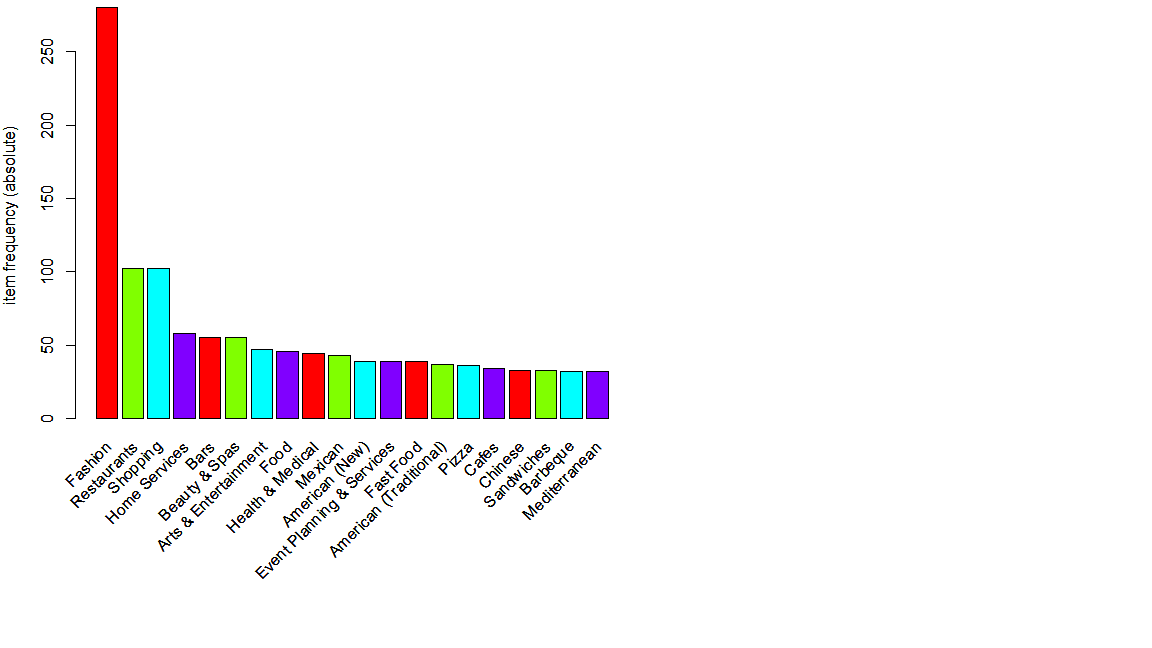 item frequency (absolute)
250
200
150
100
50
0
Fashion
Restaurants
Shopping
Home Services
Bars
Beauty & Spas
Arts & Entertainment
Food
Health & Medical
Mexican
American (New)
Event Planning & Services
Fast Food
American (Traditional)
Pizza
Cafes
Chinese
Sandwiches
Barbeque
Mediterranean